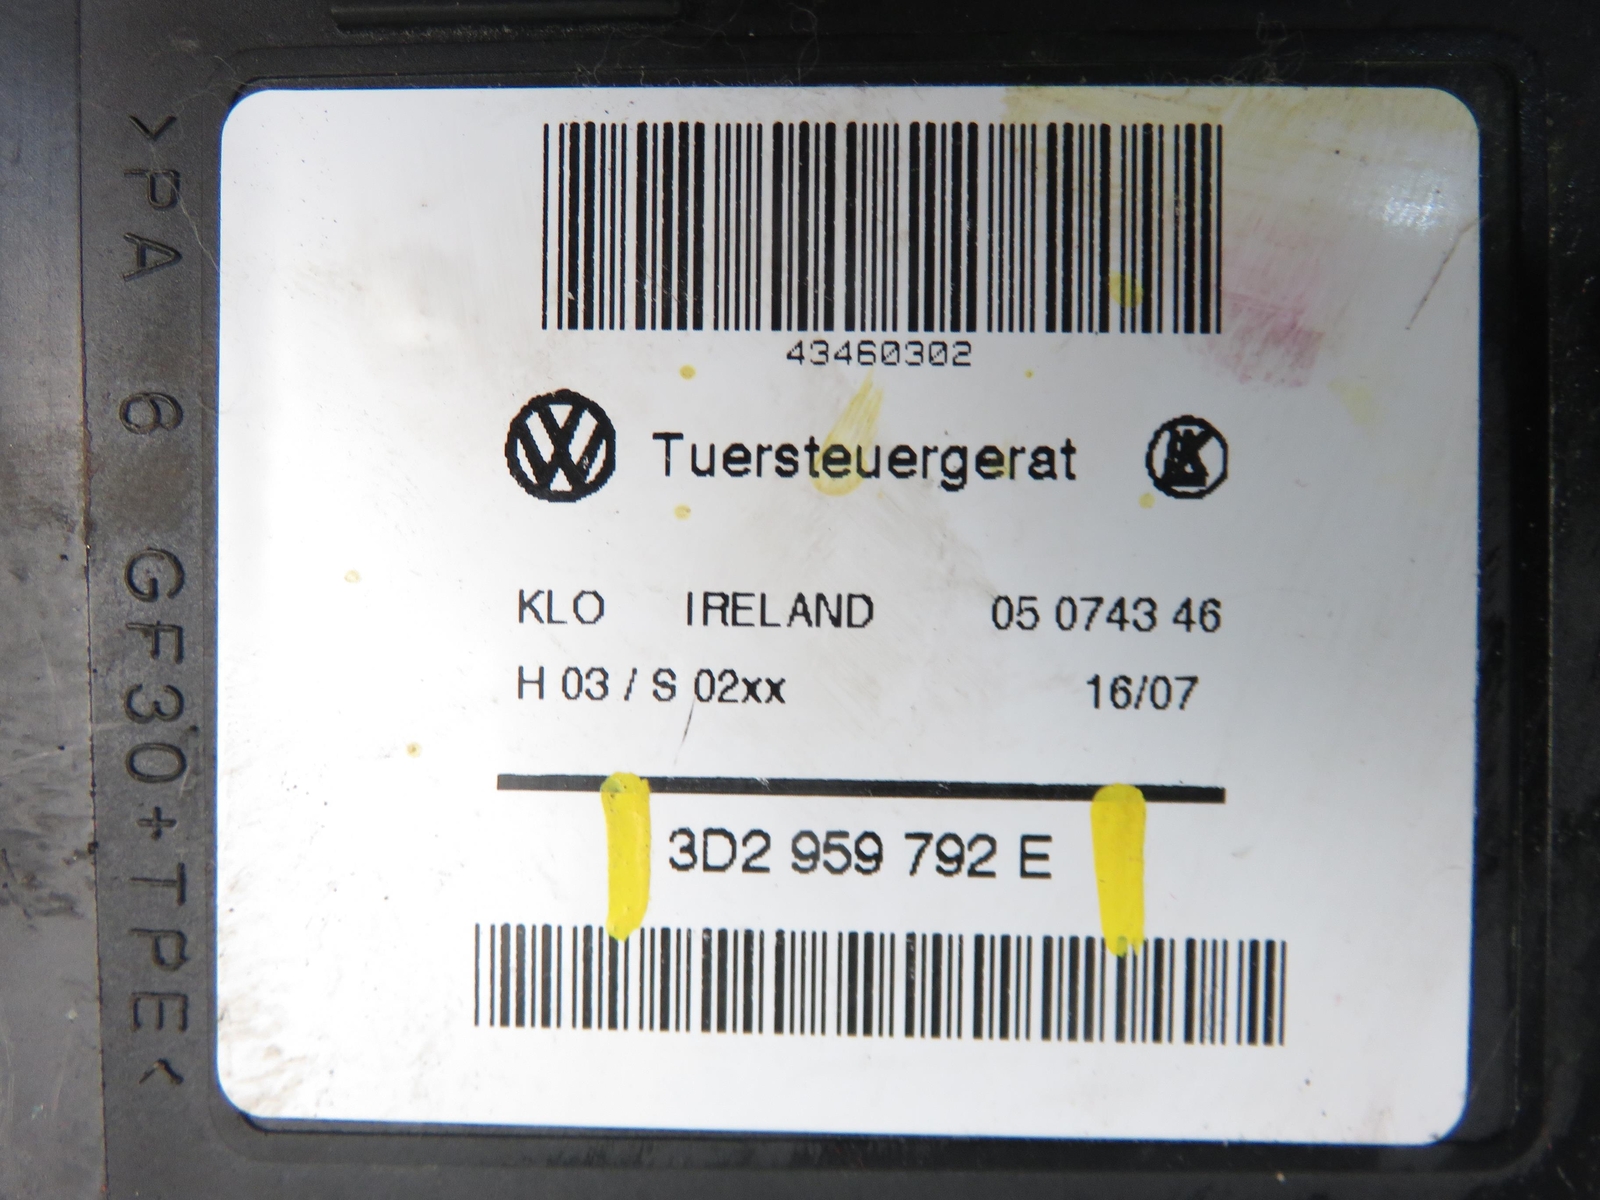 >PA 6 GF30+TPE<
43460302
Tuersteuergerat
KLO IRELAND 05 0743 46
H 03 / S 02xx 16/07
3D2 959 792 E